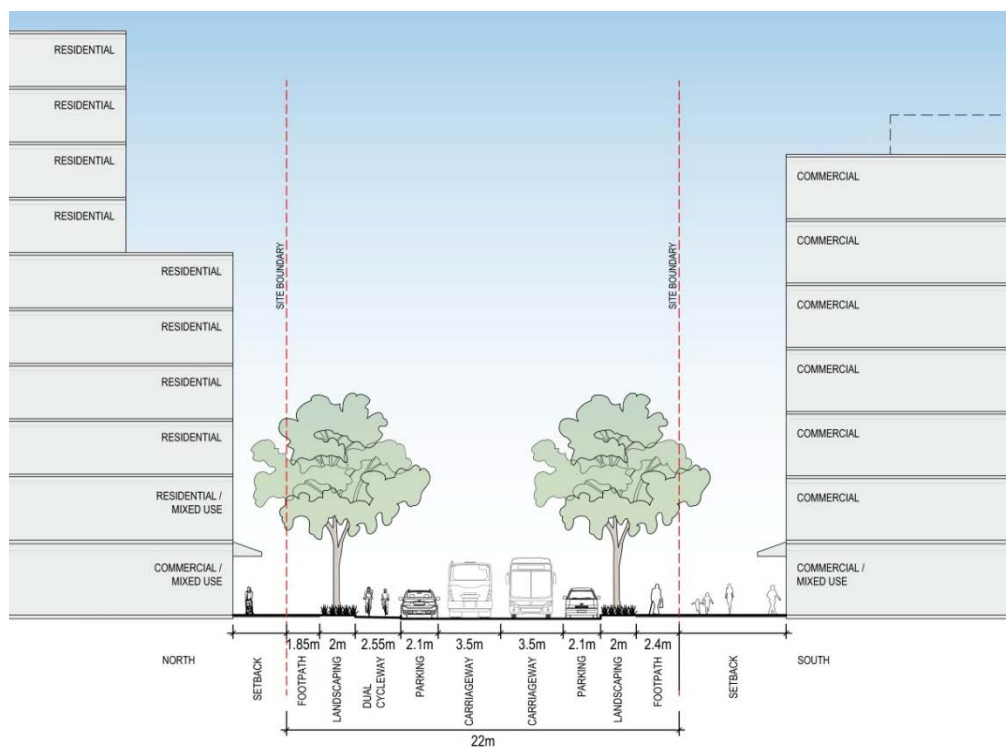 RESIDENTIAL
RESIDENTIAL
RESIDENTIAL
RESIDENTIAL
RESIDENTIAL
RESIDENTIAL
RESIDENTIAL
RESIDENTIAL
RESIDENTIAL /
MIXED USE
COMMERCIAL /
MIXED USE
SITE BOUNDARY
SITE BOUNDARY
COMMERCIAL
COMMERCIAL
COMMERCIAL
COMMERCIAL
COMMERCIAL
COMMERCIAL
COMMERCIAL /
MIXED USE
1.85m
2m
2.55m
2.1m
3.5m
3.5m
2.1m
2m
2.4m
NORTH
SETBACK
FOOTPATH
LANDSCAPING
DUAL
CYCLEWAY
PARKING
CARRIAGEWAY
CARRIAGEWAY
PARKING
LANDSCAPING
FOOTPATH
SETBACK
SOUTH
22m